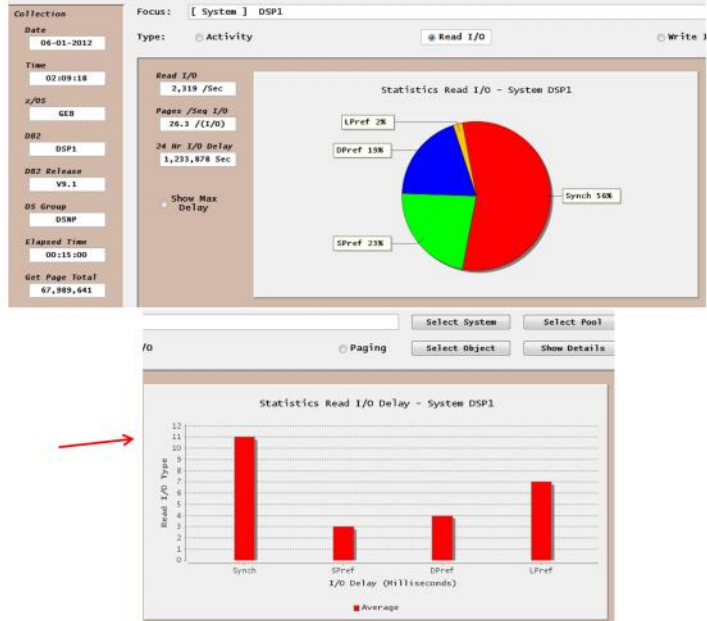 Collection
Date
06-01-2012
Time
02:09:18
z/OS
GEB
DB2
DSP1
DB2 Release
V9.1
DS Group
DSNP
Elapsed Time
00:15:00
Get Page Total
67,989,641
Focus: [ System ] DSP1
Type: Activity Read I/O Write I
Read I/O
2,319 /Sec
Pages /Seq I/O
26.3 /(I/O)
24 Hr I/O Delay
1,233,878 Sec
Show Max
Delay
Statistics Read I/O - System DSP1
LPref 2%
DPref 19%
Synch 56%
SPref 23%
Select System Select Pool
/O Paging Select Object Show Details
Statistics Read I/O Delay - System DSP1
Read I/O Type
12
11
10
9
8
7
6
5
4
3
2
1
0
Synch SPref DPref LPref
I/O Delay (Milliseconds)
Average